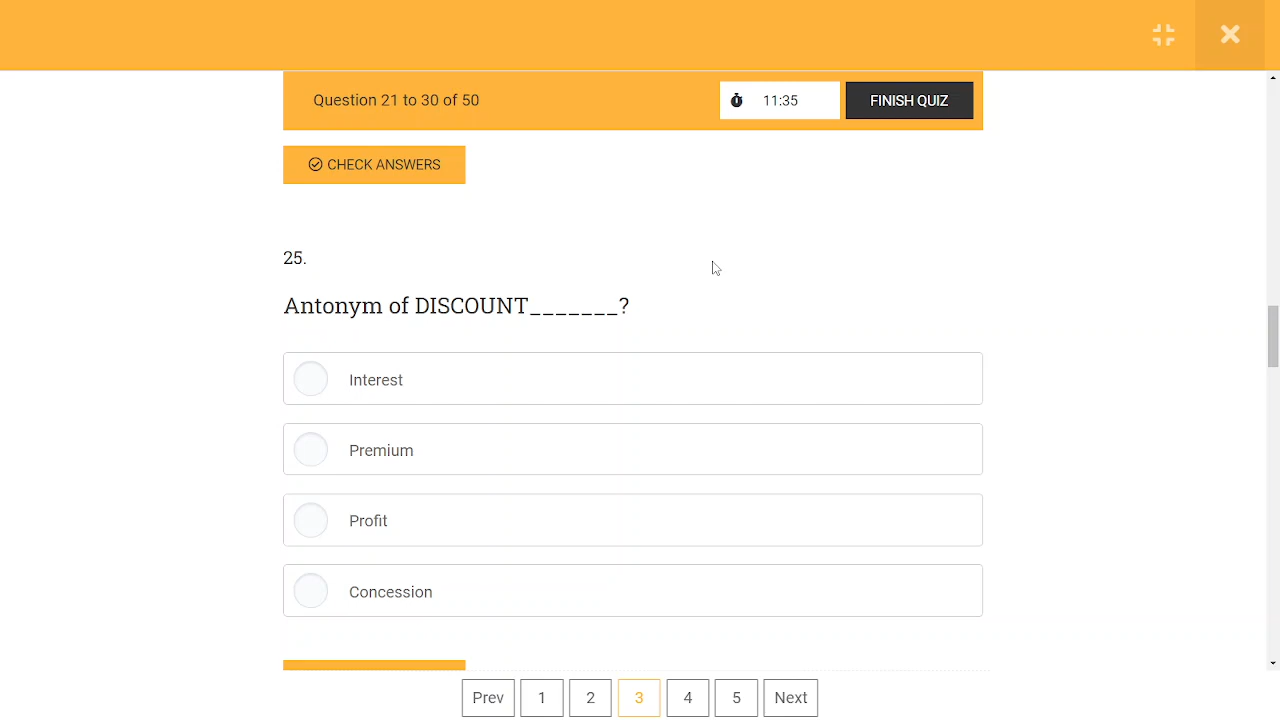 Question 21 to 30 of 50
11:35
FINISH QUIZ
CHECK ANSWERS
25.
Antonym of DISCOUNT_______?
Interest
Premium
Profit
Concession
Prev 1 2 3 4 5 Next